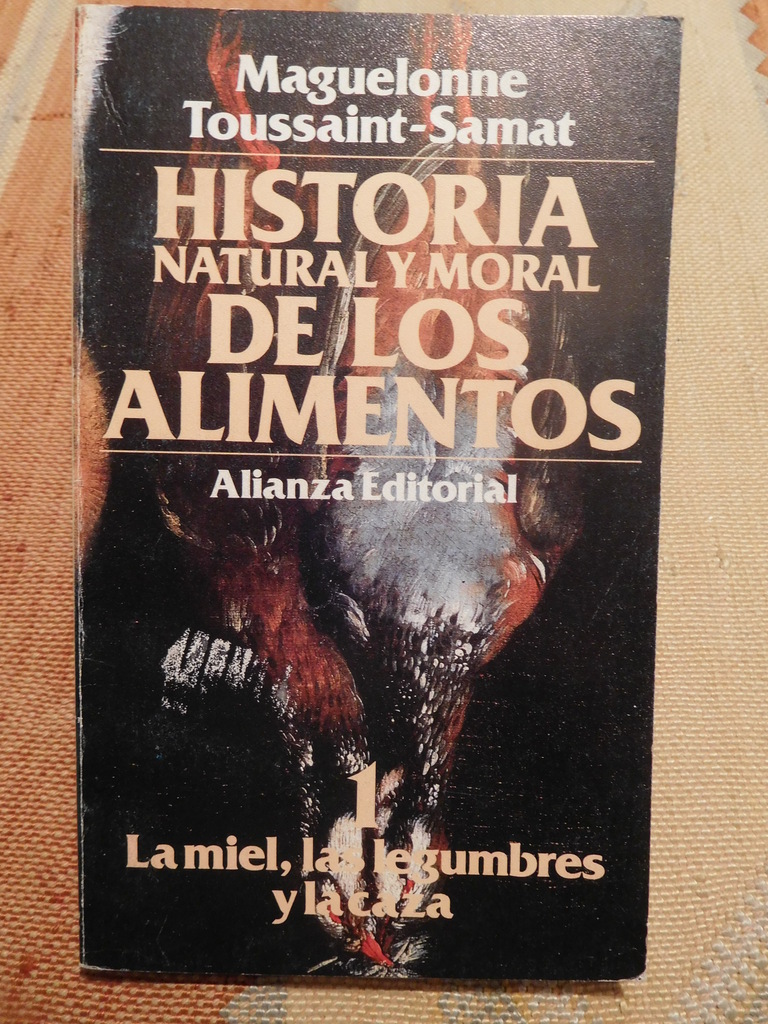 Maguelonne
Toussaint-Samat
HISTORIA
NATURAL Y MORAL
DE LOS
ALIMENTOS
Alianza Editorial
1
La miel, las legumbres
y la caza